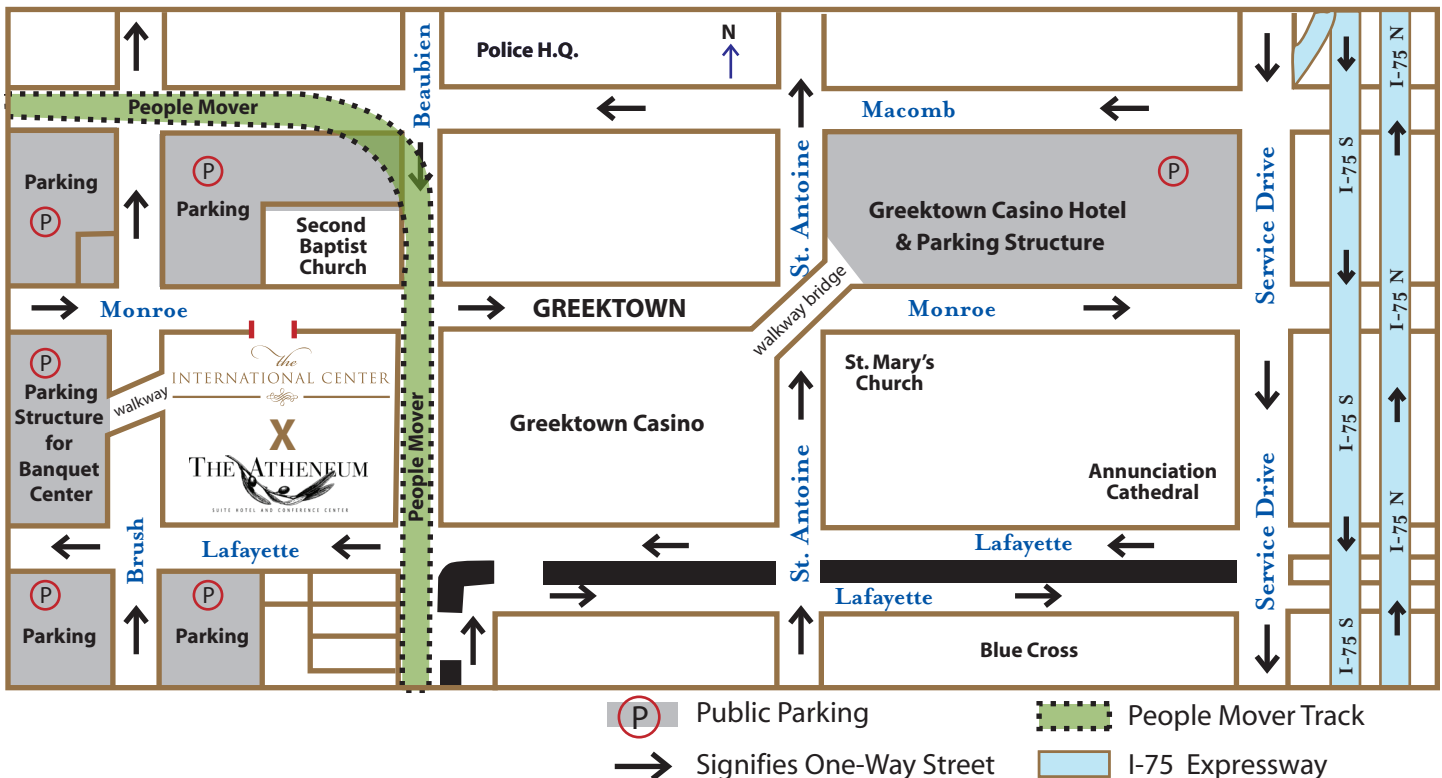 Police H.Q.
N
Beaubien
People Mover
Macomb
I-75 S
I-75 N
P
Parking
P
P
Parking
Second
Baptist
Church
St. Antoine
P
Greektown Casino Hotel
& Parking Structure
Service Drive
I-75 S
I-75 N
Monroe
GREEKTOWN
walkway bridge
Monroe
P
Parking
Structure
for
Banquet
Center
walkway
the
INTERNATIONAL CENTER
X
THE ATHENEUM
SUITE HOTEL AND CONFERENCE CENTER
People Mover
Greektown Casino
St. Mary's
Church
Annunciation
Cathedral
I-75 S
I-75 N
Brush
Lafayette
St. Antoine
Lafayette
Lafayette
Service Drive
P
Parking
P
Parking
Blue Cross
I-75 S
P
Public Parking
People Mover Track
Signifies One-Way Street
I-75 Expressway